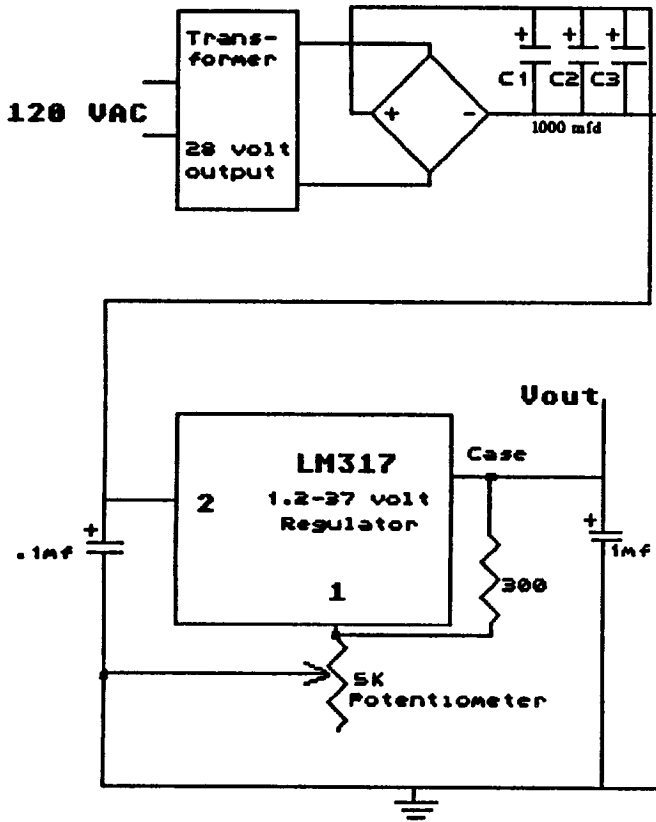 Trans-
former
120 VAC
28 volt
output
+
-
+
+
+
C1
C2
C3
1000 mfd
Vout
Case
LM317
2
1.2-37 volt
Regulator
+
.1mf
+
1mf
300
1
5K
Potentiometer